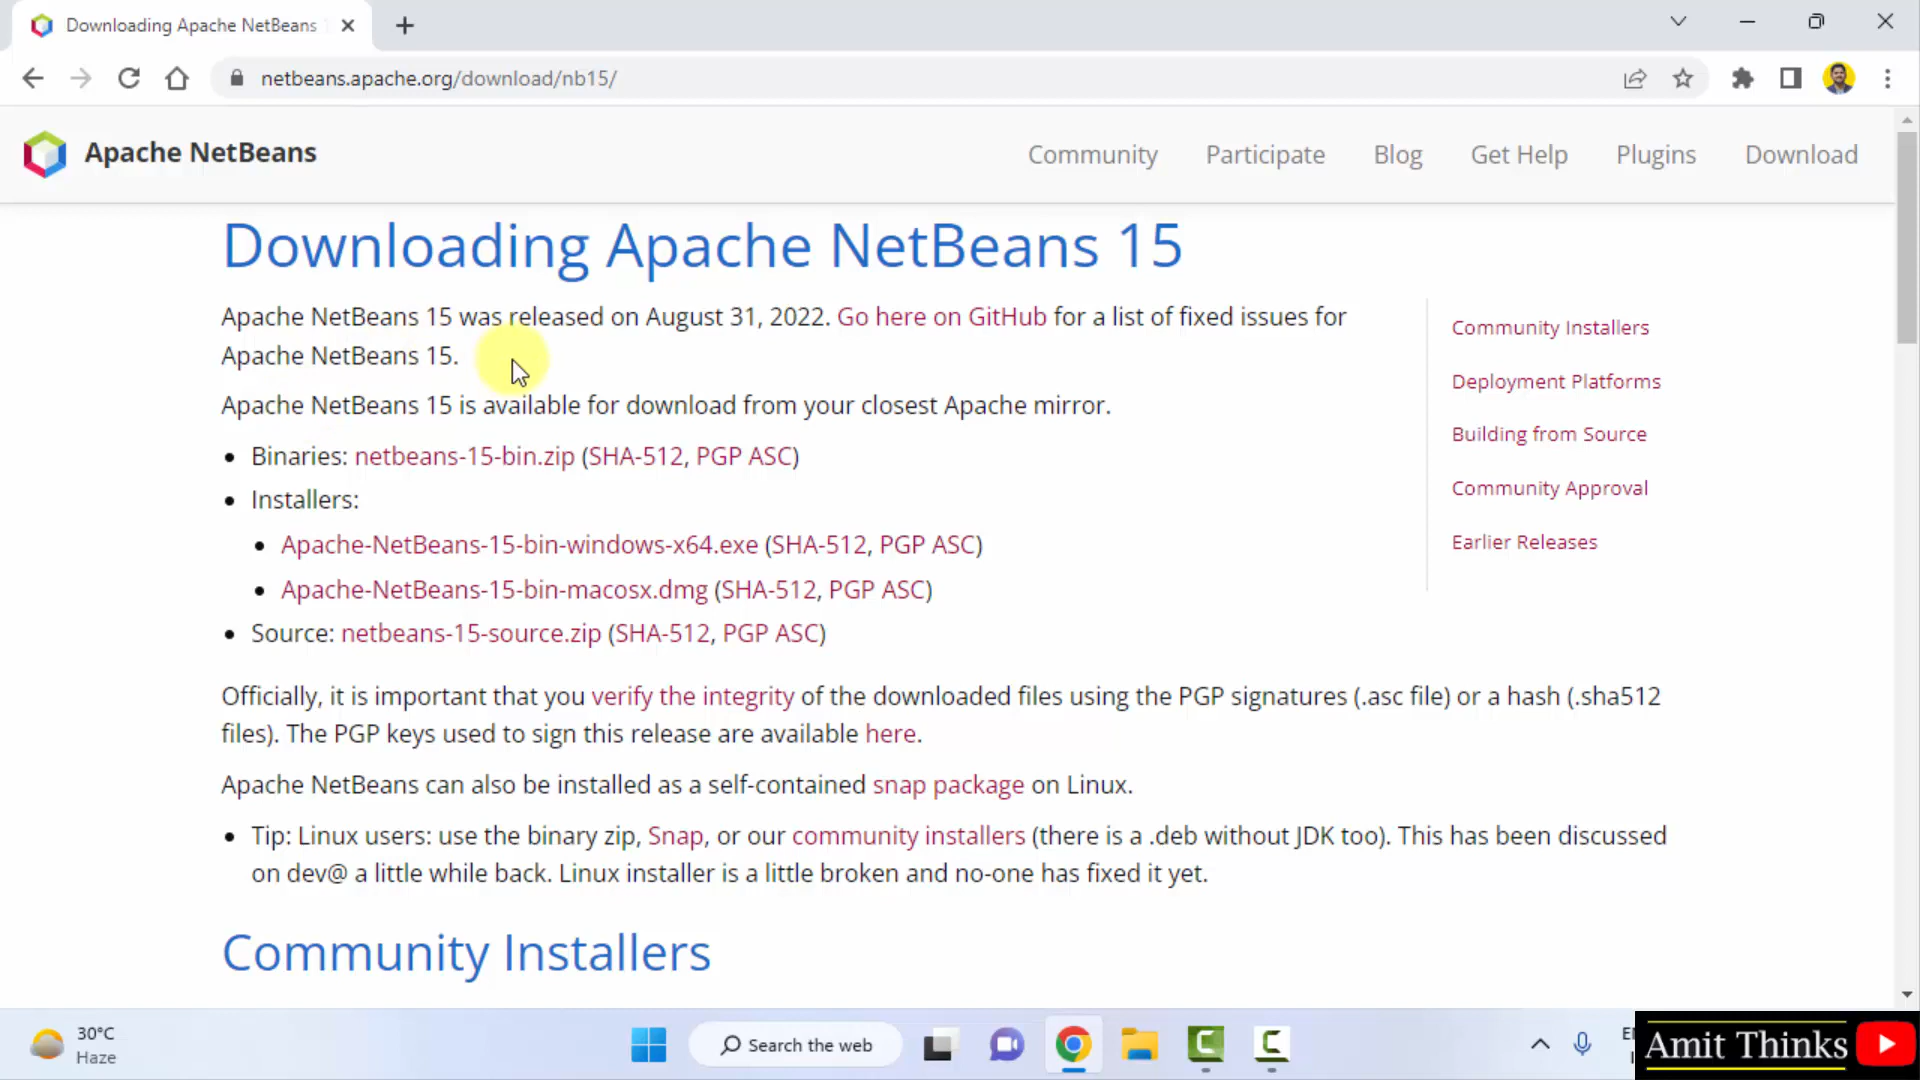 Downloading Apache NetBeans
netbeans.apache.org/download/nb15/
Apache NetBeans
Community Participate Blog Get Help Plugins Download
Downloading Apache NetBeans 15
Apache NetBeans 15 was released on August 31, 2022. Go here on GitHub for a list of fixed issues for
Apache NetBeans 15.
Apache NetBeans 15 is available for download from your closest Apache mirror.
Binaries: netbeans-15-bin.zip (SHA-512, PGP ASC)
Installers:
Apache-NetBeans-15-bin-windows-x64.exe (SHA-512, PGP ASC)
Apache-NetBeans-15-bin-macosx.dmg (SHA-512, PGP ASC)
Source: netbeans-15-source.zip (SHA-512, PGP ASC)
Community Installers
Deployment Platforms
Building from Source
Community Approval
Earlier Releases
Officially, it is important that you verify the integrity of the downloaded files using the PGP signatures (.asc file) or a hash (.sha512
files). The PGP keys used to sign this release are available here.
Apache NetBeans can also be installed as a self-contained snap package on Linux.
Tip: Linux users: use the binary zip, Snap, or our community installers (there is a .deb without JDK too). This has been discussed
on dev@ a little while back. Linux installer is a little broken and no-one has fixed it yet.
Community Installers
30°C
Haze
Search the web
Amit Thinks